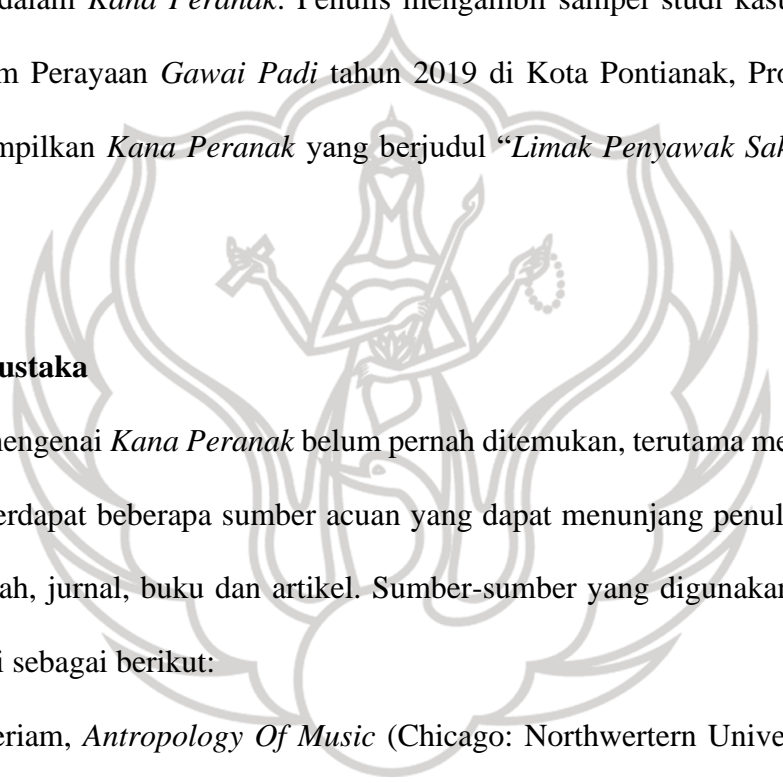 dalam Kana Peranak. Penulis mengambil sampel studi kasu
m Perayaan Gawai Padi tahun 2019 di Kota Pontianak, Pro
mpilkan Kana Peranak yang berjudul “Limak Penyawak Sak
ustaka
nengenai Kana Peranak belum pernah ditemukan, terutama me
erdapat beberapa sumber acuan yang dapat menunjang penul
ah, jurnal, buku dan artikel. Sumber-sumber yang digunakan
i sebagai berikut:
eriam, Antropology Of Music (Chicago: Northwertern Unive